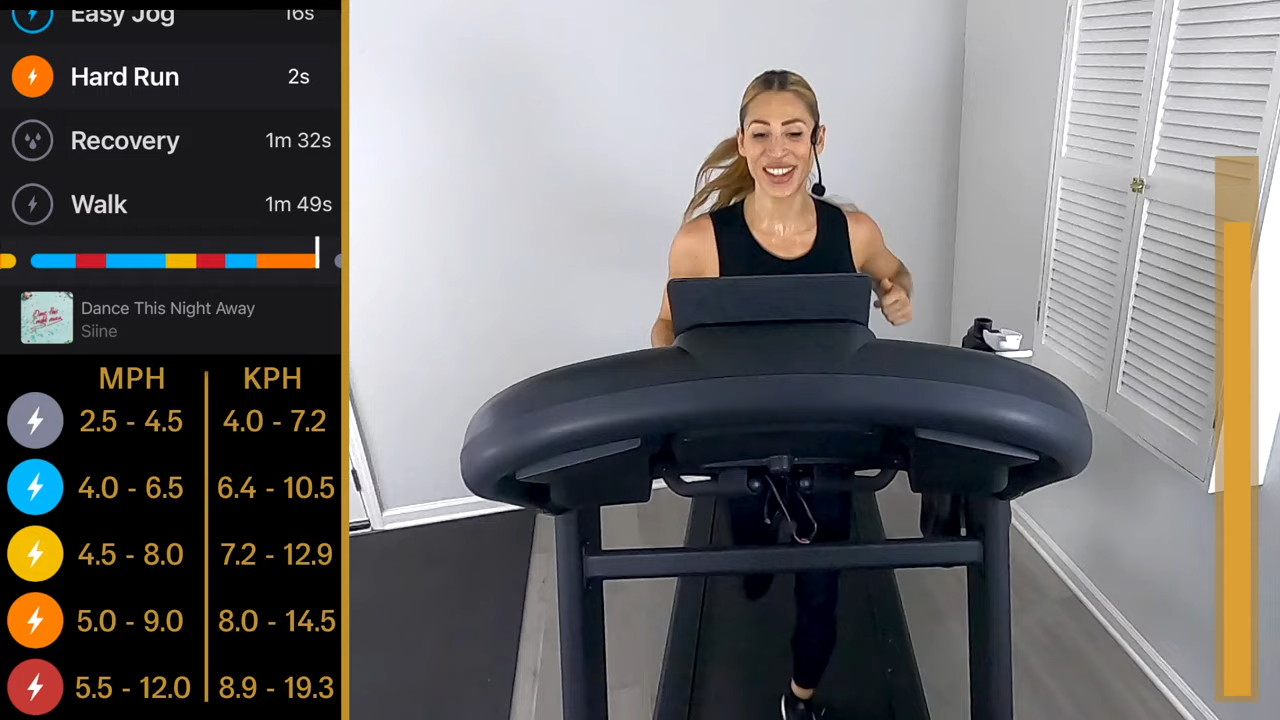 Easy Jog 16s
Hard Run 2s
Recovery 1m 32s
Walk 1m 49s
Dance This Night Away
Siine
MPH KPH
2.5 - 4.5 4.0 - 7.2
4.0 - 6.5 6.4 - 10.5
4.5 - 8.0 7.2 - 12.9
5.0 - 9.0 8.0 - 14.5
5.5 - 12.0 8.9 - 19.3